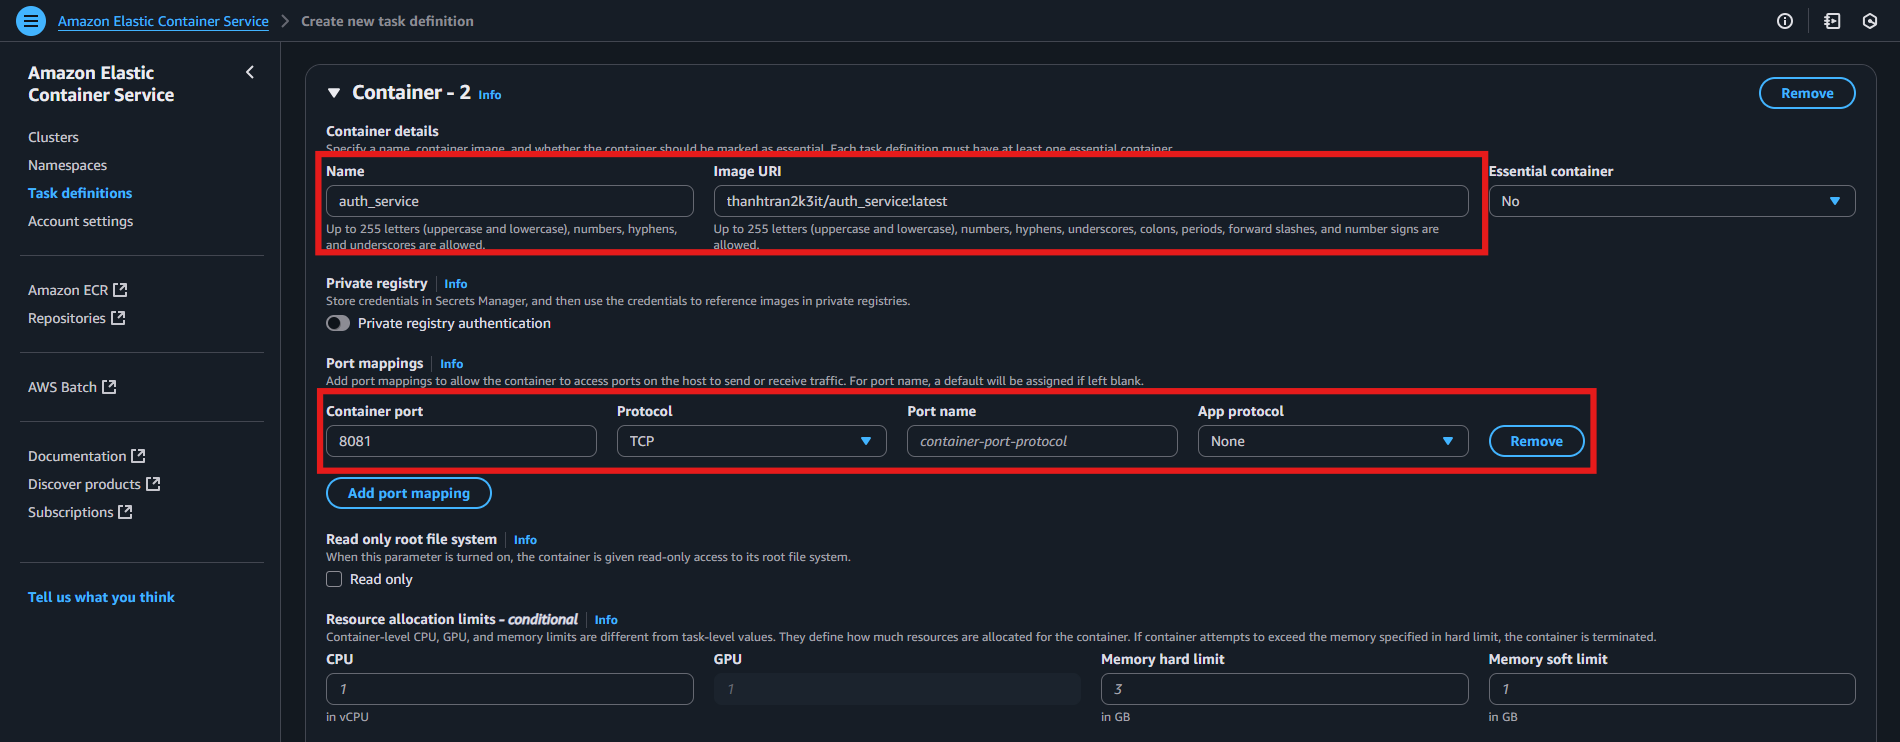 Amazon Elastic Container Service > Create new task definition
Amazon Elastic
Container Service
Clusters
Namespaces
Task definitions
Account settings
Amazon ECR
Repositories
AWS Batch
Documentation
Discover products
Subscriptions
Tell us what you think
Container - 2 Info
Remove
Container details
Specify a name, container image, and whether the container should be marked as essential. Each task definition must have at least one essential container.
Name
auth_service
Up to 255 letters (uppercase and lowercase), numbers, hyphens,
and underscores are allowed.
Image URI
thanhtran2k3it/auth_service:latest
Up to 255 letters (uppercase and lowercase), numbers, hyphens, underscores, colons, periods, forward slashes, and number signs are
allowed.
Essential container
No
Private registry Info
Store credentials in Secrets Manager, and then use the credentials to reference images in private registries.
Private registry authentication
Port mappings Info
Add port mappings to allow the container to access ports on the host to send or receive traffic. For port name, a default will be assigned if left blank.
Container port
8081
Protocol
TCP
Port name
container-port-protocol
App protocol
None
Remove
Add port mapping
Read only root file system Info
When this parameter is turned on, the container is given read-only access to its root file system.
Read only
Resource allocation limits - conditional Info
Container-level CPU, GPU, and memory limits are different from task-level values. They define how much resources are allocated for the container. If container attempts to exceed the memory specified in hard limit, the container is terminated.
CPU
1
in vCPU
GPU
1
Memory hard limit
3
in GB
Memory soft limit
1
in GB